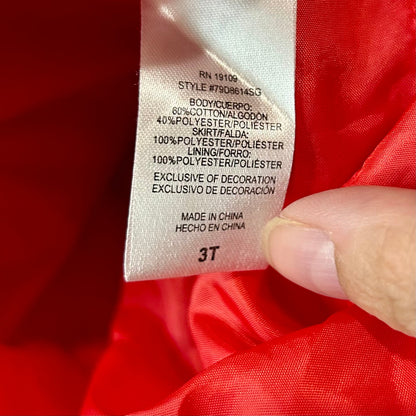 RN 19109
STYLE #79D8614SG
BODY/CUERPO:
60%COTTON/ALGODÓN
40%POLYESTER/POLIÉSTER
SKIRT/FALDA:
100%POLYESTER/POLIÉSTER
LINING/FORRO:
100%POLYESTER/POLIÉSTER
EXCLUSIVE OF DECORATION
EXCLUSIVO DE DECORACIÓN
MADE IN CHINA
HECHO EN CHINA
3T